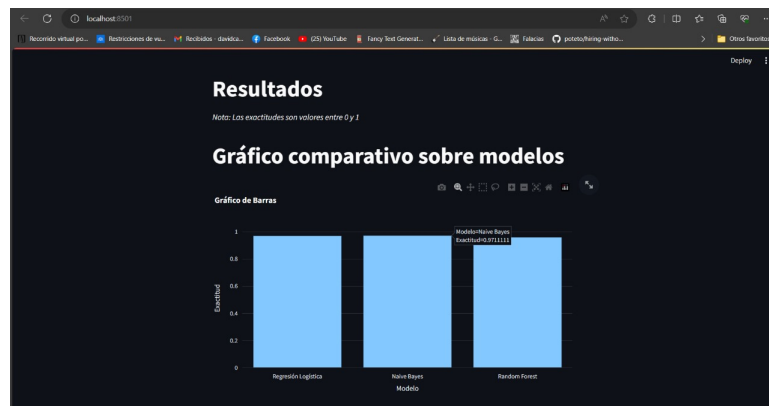 localhost:8501
Recorrido virtual po...
Restricciones de vu...
Recibidos - davidca...
Facebook
(25) YouTube
Fancy Text Generat...
Lista de músicas - G...
Falacias
poteto/hiring-witho...
Otros favoritos
Deploy
Resultados
Nota: Las exactitudes son valores entre 0 y 1
Gráfico comparativo sobre modelos
Gráfico de Barras
Modelo=Naive Bayes
Exactitud=0.9711111
1
0.8
0.6
0.4
0.2
0
Exactitud
Regresión Logística
Naive Bayes
Random Forest
Modelo